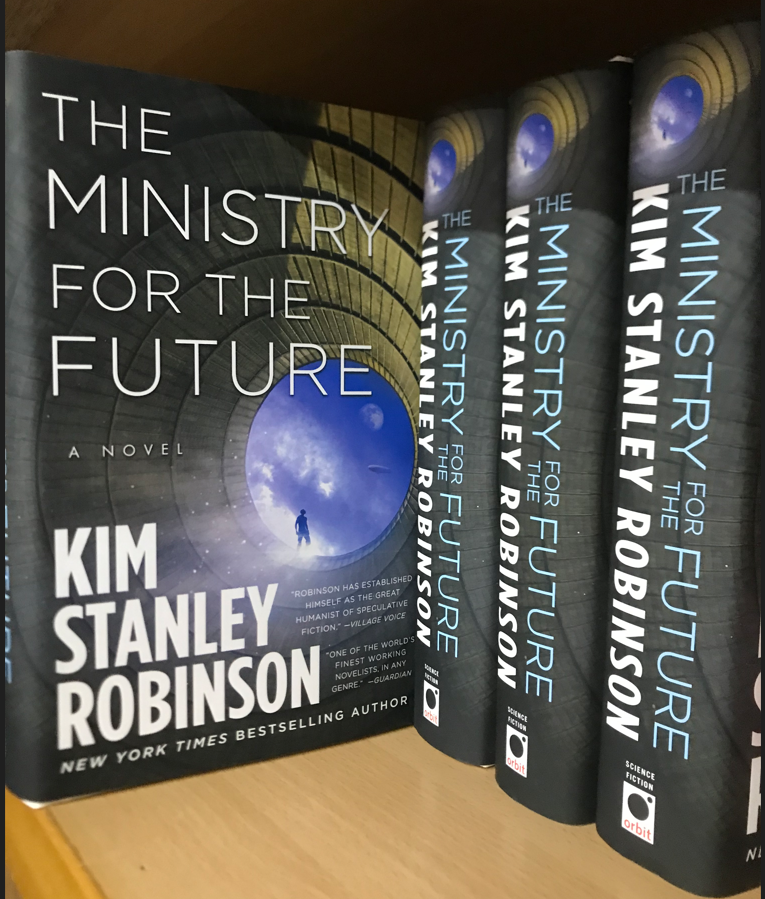 THE
MINISTRY
FOR THE
FUTURE
A NOVEL
KIM
STANLEY
ROBINSON
"ROBINSON HAS ESTABLISHED
HIMSELF AS THE GREAT
HUMANIST OF SPECULATIVE
FICTION." —VILLAGE VOICE
"ONE OF THE WORLD'S
FINEST WORKING
NOVELISTS, IN ANY
GENRE." —GUARDIAN
NEW YORK TIMES BESTSELLING AUTHOR
THE MINISTRY FOR THE FUTURE
KIM STANLEY ROBINSON
SCIENCE
FICTION
orbit
THE MINISTRY FOR THE FUTURE
KIM STANLEY ROBINSON
SCIENCE
FICTION
orbit
THE MINISTRY FOR THE FUTURE
KIM STANLEY ROBINSON
SCIENCE
FICTION
orbit